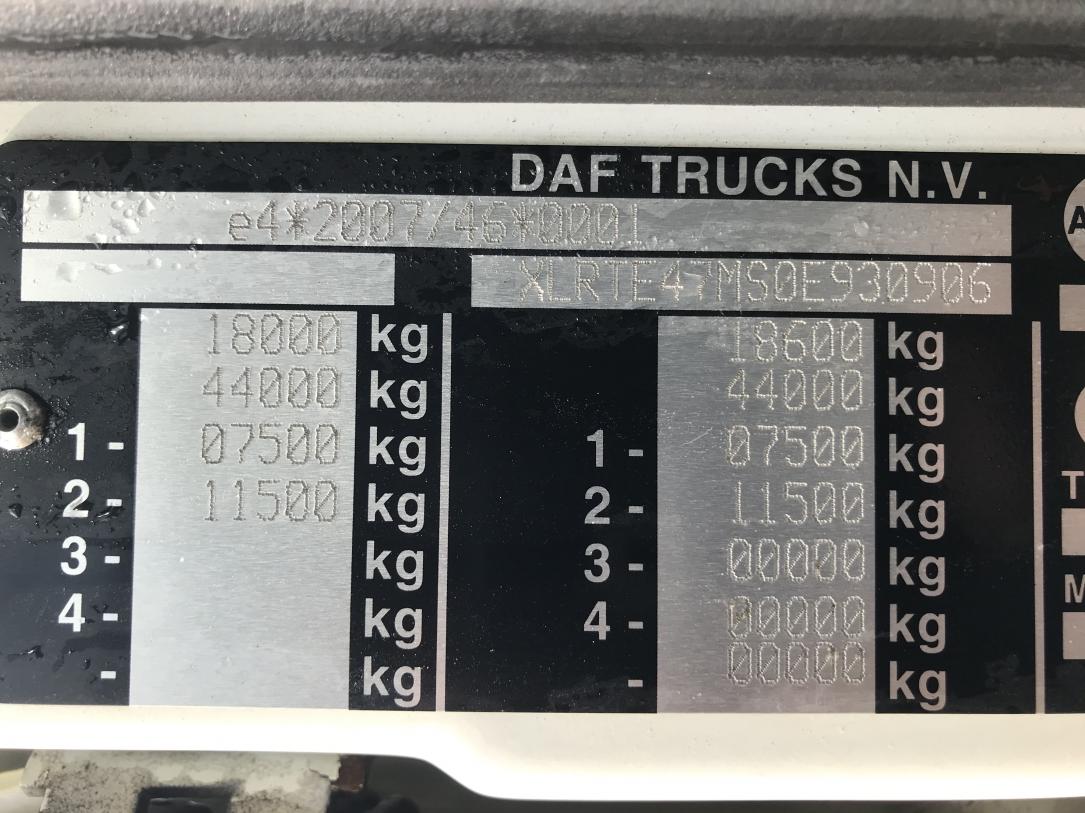 DAF TRUCKS N.V.
e4*2007/46*0001
XLRTE47MS0E930906
18000 kg 18600 kg
44000 kg 44000 kg
1- 07500 kg 1- 07500 kg
2- 11500 kg 2- 11500 kg
3- kg 3- 00000 kg
4- kg 4- 00000 kg
- kg - 00000 kg
A
T
M